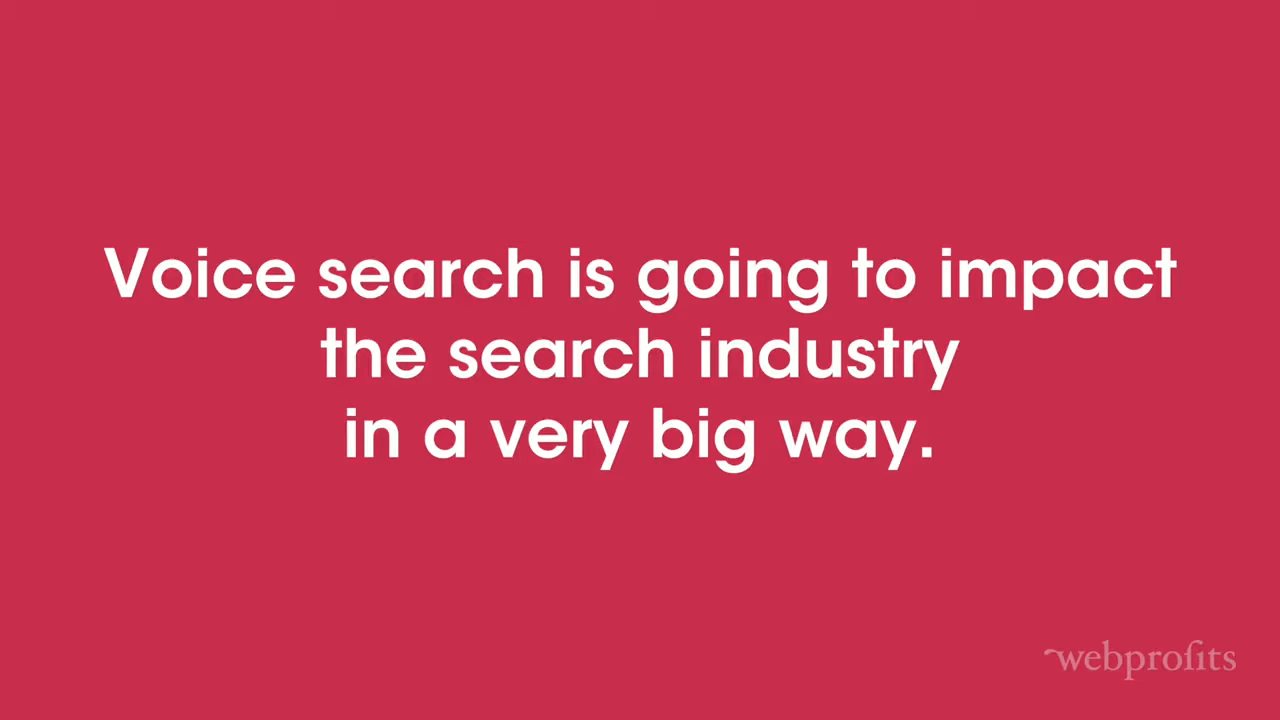 Voice search is going to impact
the search industry
in a very big way.
webprofits